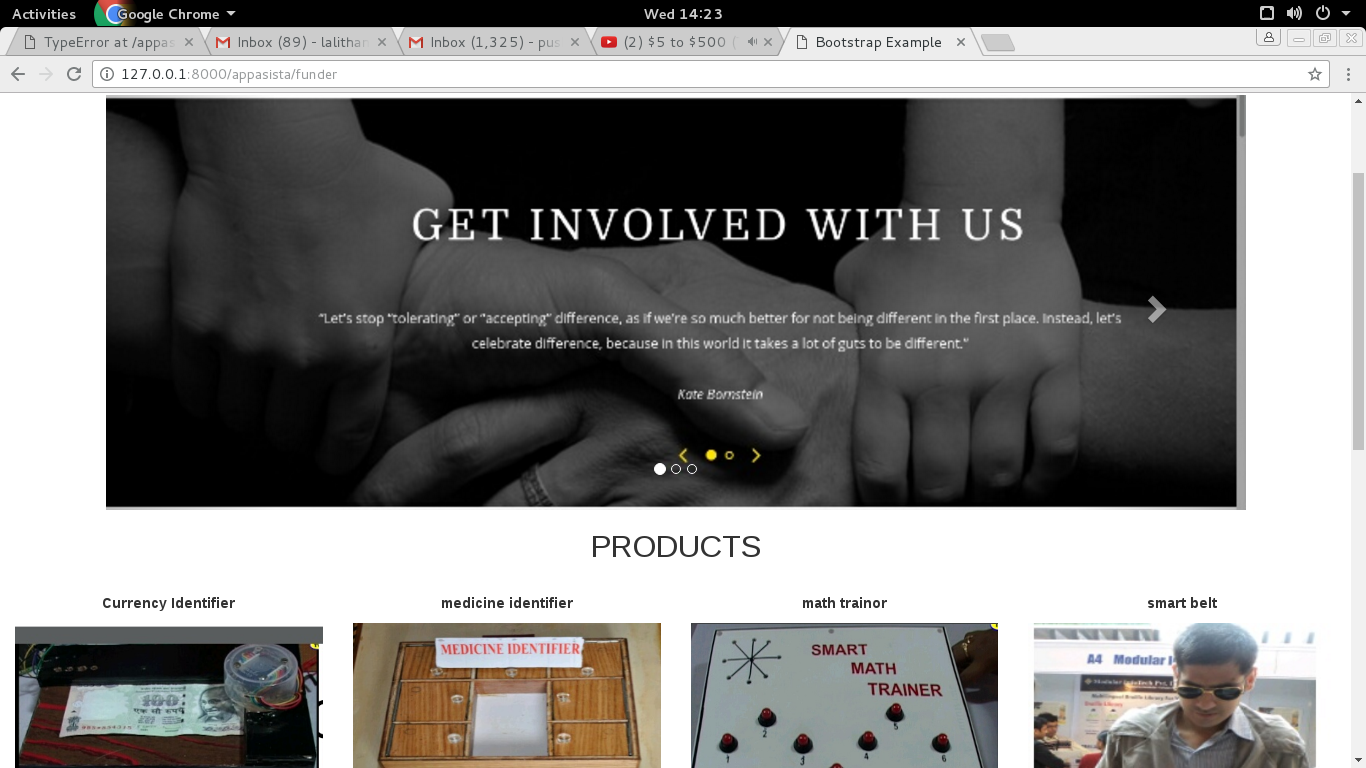 Activities
Google Chrome
Wed 14:23
TypeError at /appas
Inbox (89) - lalithan
Inbox (1,325) - pus
(2) $5 to $500 (
Bootstrap Example
127.0.0.1:8000/appasista/funder
GET INVOLVED WITH US
“Let's stop “tolerating” or “accepting” difference, as if we're so much better for not being different in the first place. Instead, let's
celebrate difference, because in this world it takes a lot of guts to be different.”
Kate Bornstein
PRODUCTS
Currency Identifier
medicine identifier
math trainor
smart belt
100
एक सौ रुपये
MEDICINE IDENTIFIER
SMART
MATH
TRAINER
2
5
1
3
4
6
A4 Modular I